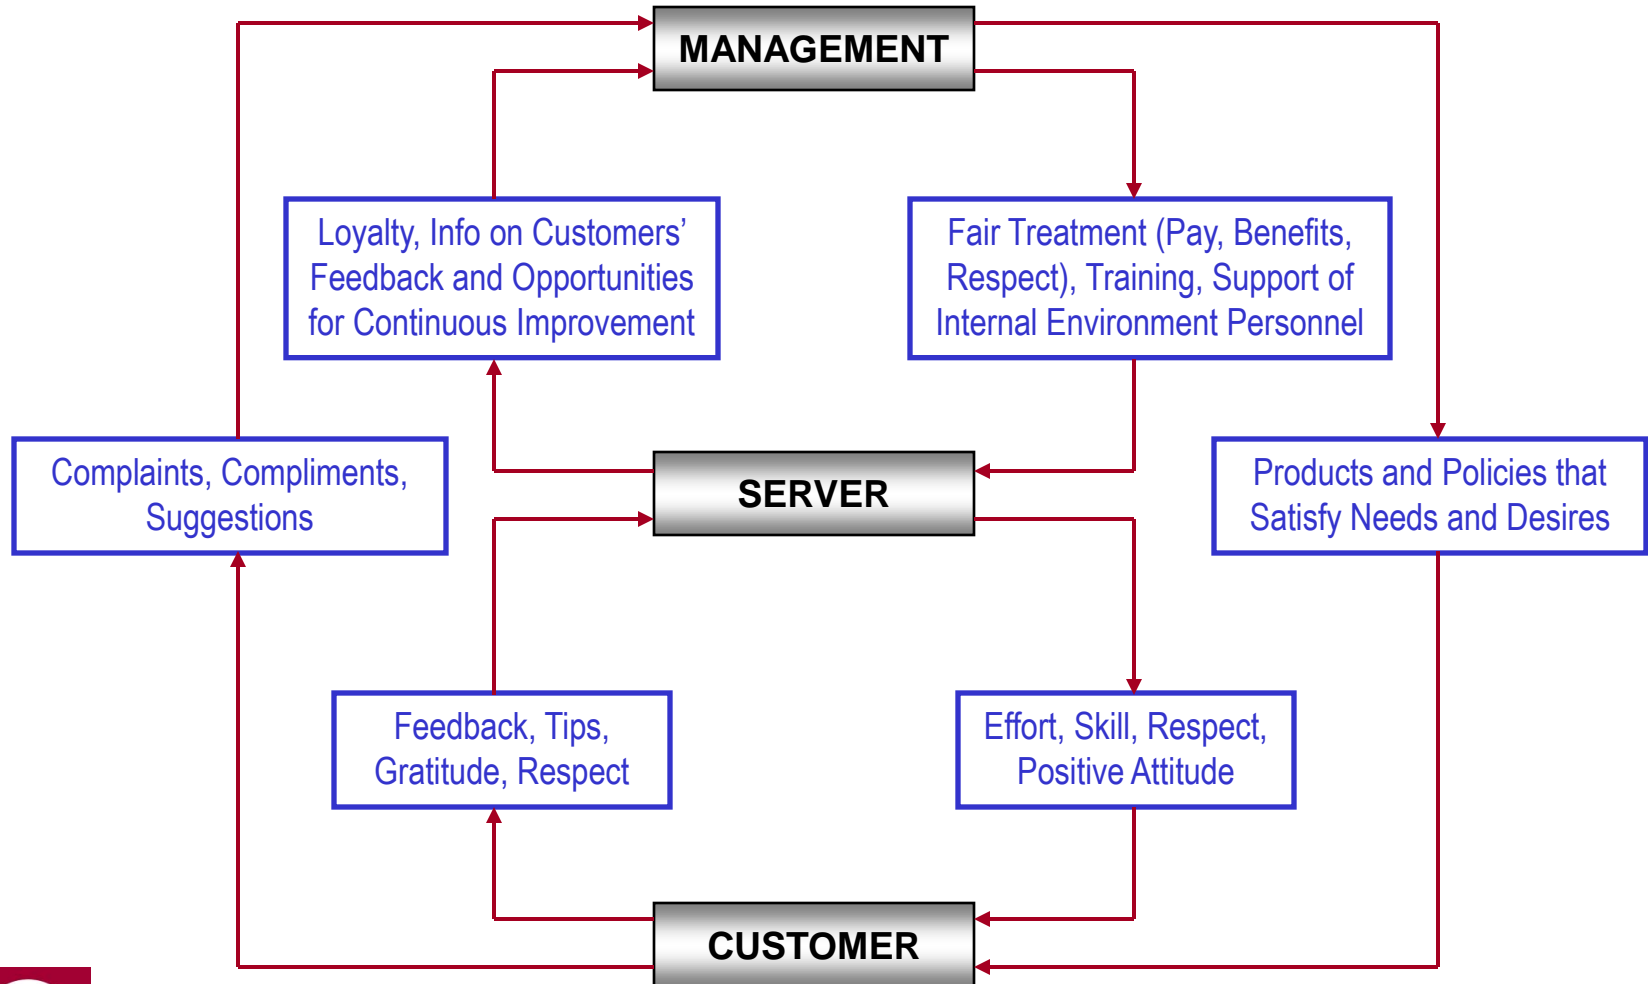 MANAGEMENT
Loyalty, Info on Customers’
Feedback and Opportunities
for Continuous Improvement
Fair Treatment (Pay, Benefits,
Respect), Training, Support of
Internal Environment Personnel
Complaints, Compliments,
Suggestions
SERVER
Products and Policies that
Satisfy Needs and Desires
Feedback, Tips,
Gratitude, Respect
Effort, Skill, Respect,
Positive Attitude
CUSTOMER